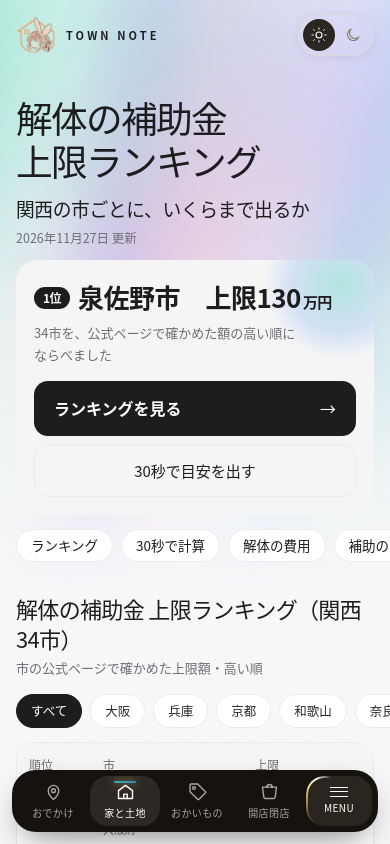 TOWN NOTE
解体の補助金
上限ランキング
関西の市ごとに、いくらまで出るか
2026年11月27日 更新
1位 泉佐野市 上限130万円
34市を、公式ページで確かめた額の高い順に
ならべました
ランキングを見る →
30秒で目安を出す
ランキング 30秒で計算 解体の費用 補助の
解体の補助金 上限ランキング（関西
34市）
市の公式ページで確かめた上限額・高い順
すべて 大阪 兵庫 京都 和歌山 奈良
順位 市 上限
おでかけ 家と土地 おかいもの 開店閉店 MENU